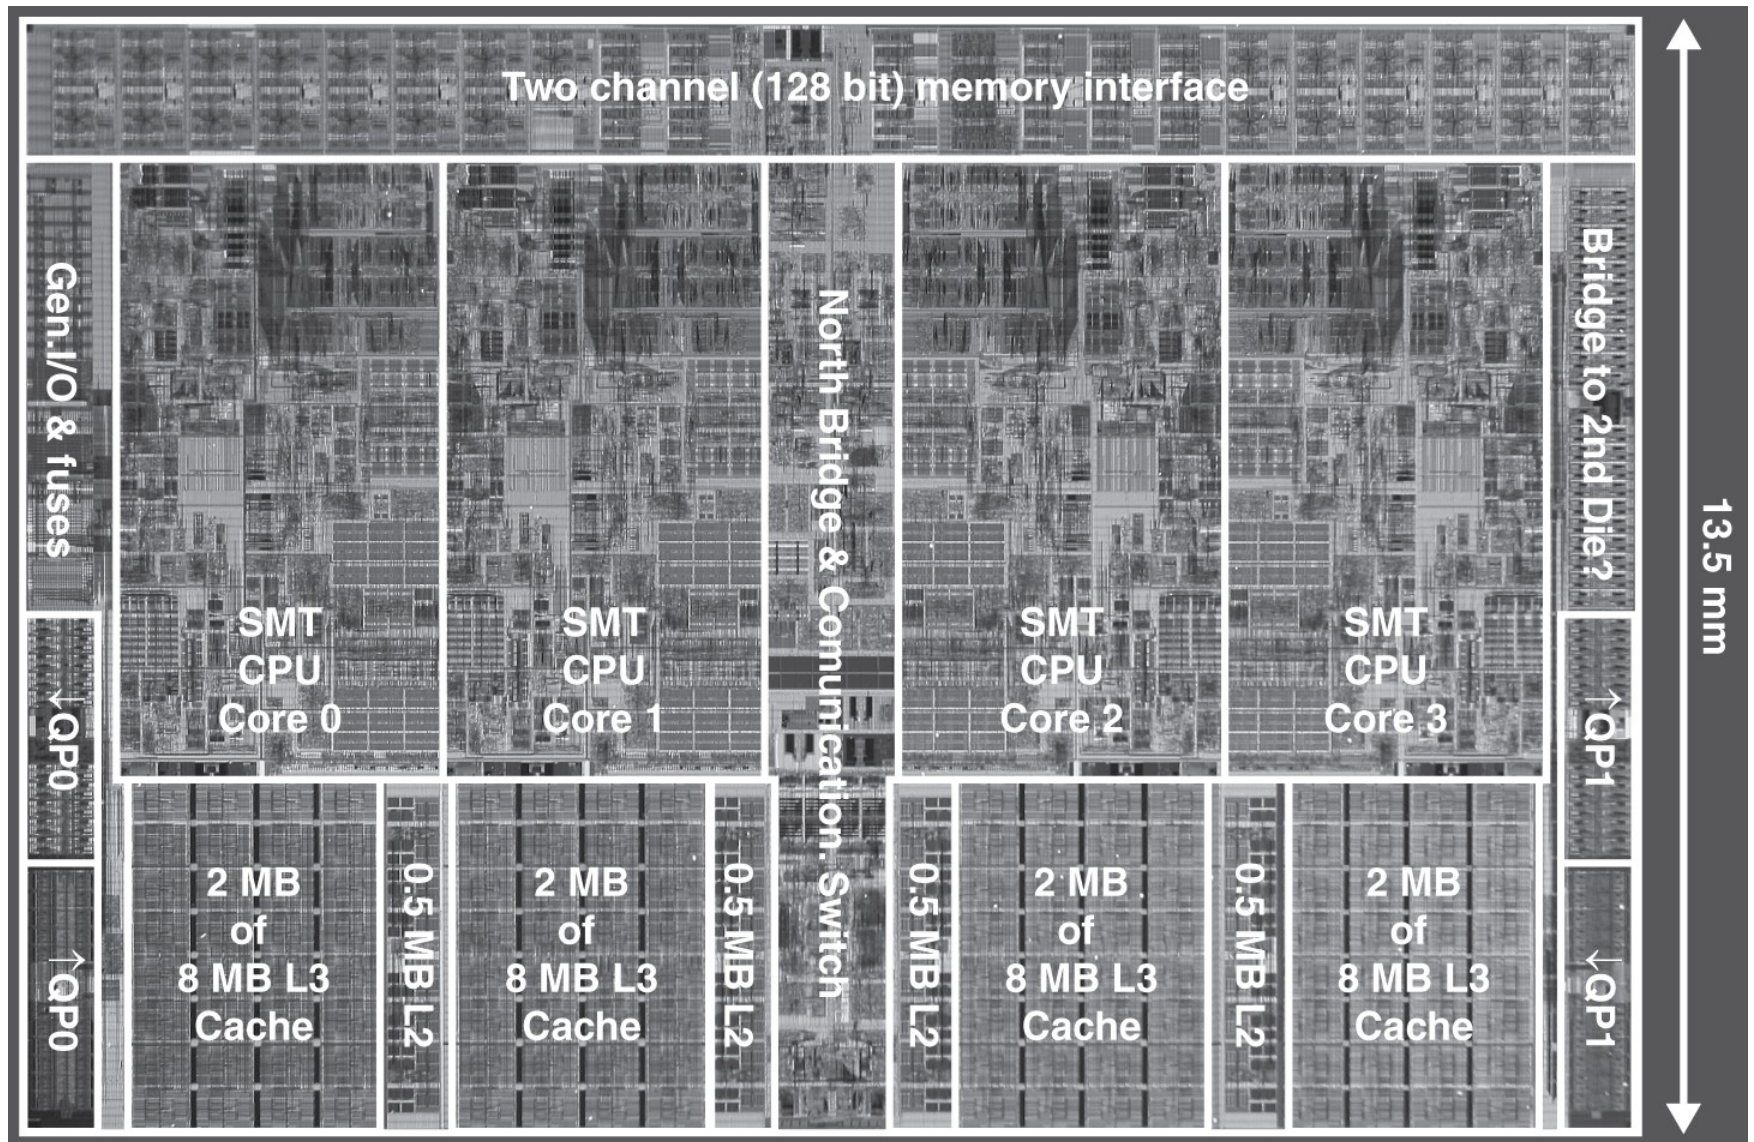 Two channel (128 bit) memory interface
Gen.I/O & fuses
SMT
CPU
Core 0
SMT
CPU
Core 1
North Bridge & Comunication. Switch
SMT
CPU
Core 2
SMT
CPU
Core 3
Bridge to 2nd Die?
13.5 mm
↓QP0
↑QP0
2 MB
of
8 MB L3
Cache
0.5 MB L2
2 MB
of
8 MB L3
Cache
0.5 MB L2
0.5 MB L2
2 MB
of
8 MB L3
Cache
0.5 MB L2
2 MB
of
8 MB L3
Cache
↑QP1
↓QP1